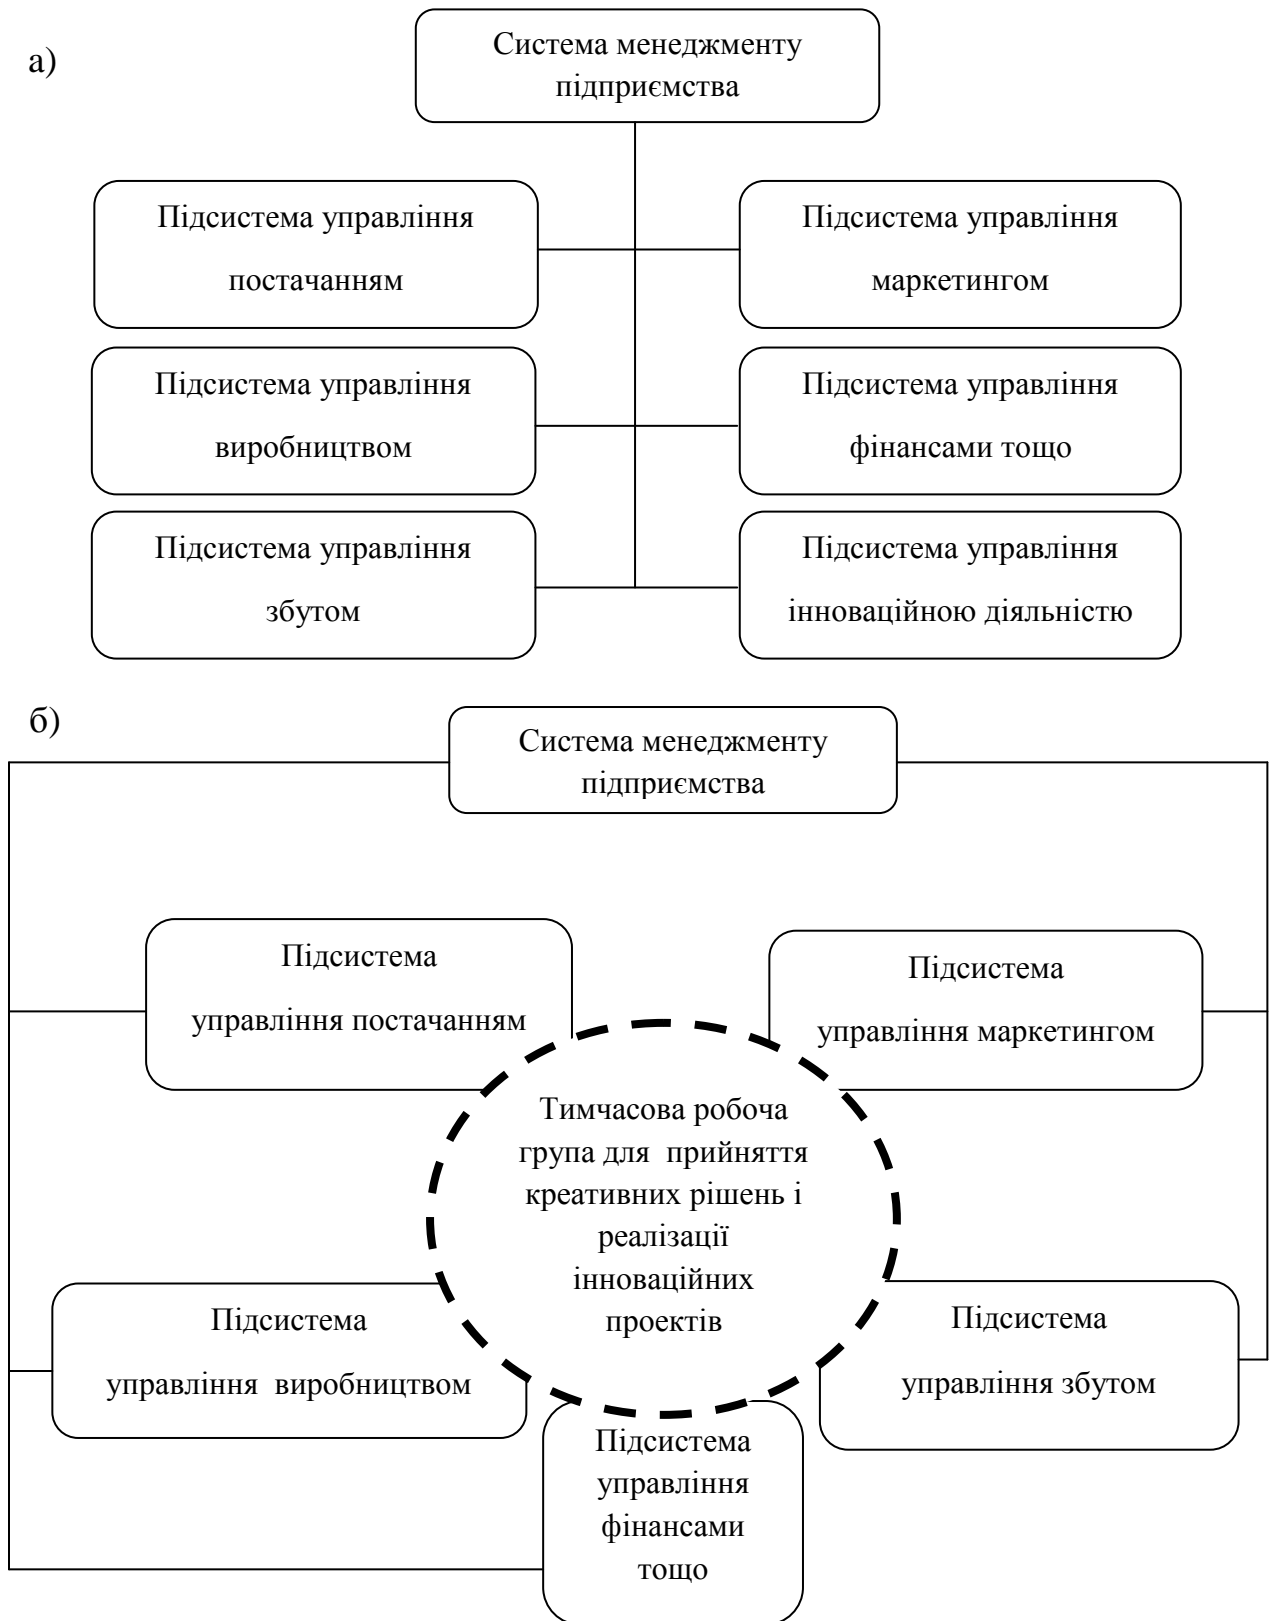 а)
Система менеджменту
підприємства
Підсистема управління
постачанням
Підсистема управління
маркетингом
Підсистема управління
виробництвом
Підсистема управління
фінансами тощо
Підсистема управління
збутом
Підсистема управління
інноваційною діяльністю
б)
Система менеджменту
підприємства
Підсистема
управління постачанням
Підсистема
управління маркетингом
Тимчасова робоча
група для прийняття
креативних рішень і
реалізації
інноваційних
проектів
Підсистема
управління виробництвом
Підсистема
управління збутом
Підсистема
управління
фінансами
тощо